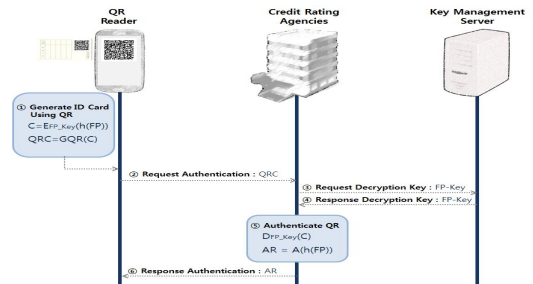 QR
Reader
Credit Rating
Agencies
Key Management
Server
① Generate ID Card
Using QR
C=EFP_Key(h(FP))
QRC=GQR(C)
② Request Authentication : QRC
③ Request Decryption Key : FP-Key
④ Response Decryption Key : FP-Key
⑤ Authenticate QR
DFP_Key(C)
AR = A(h(FP))
⑥ Response Authentication : AR